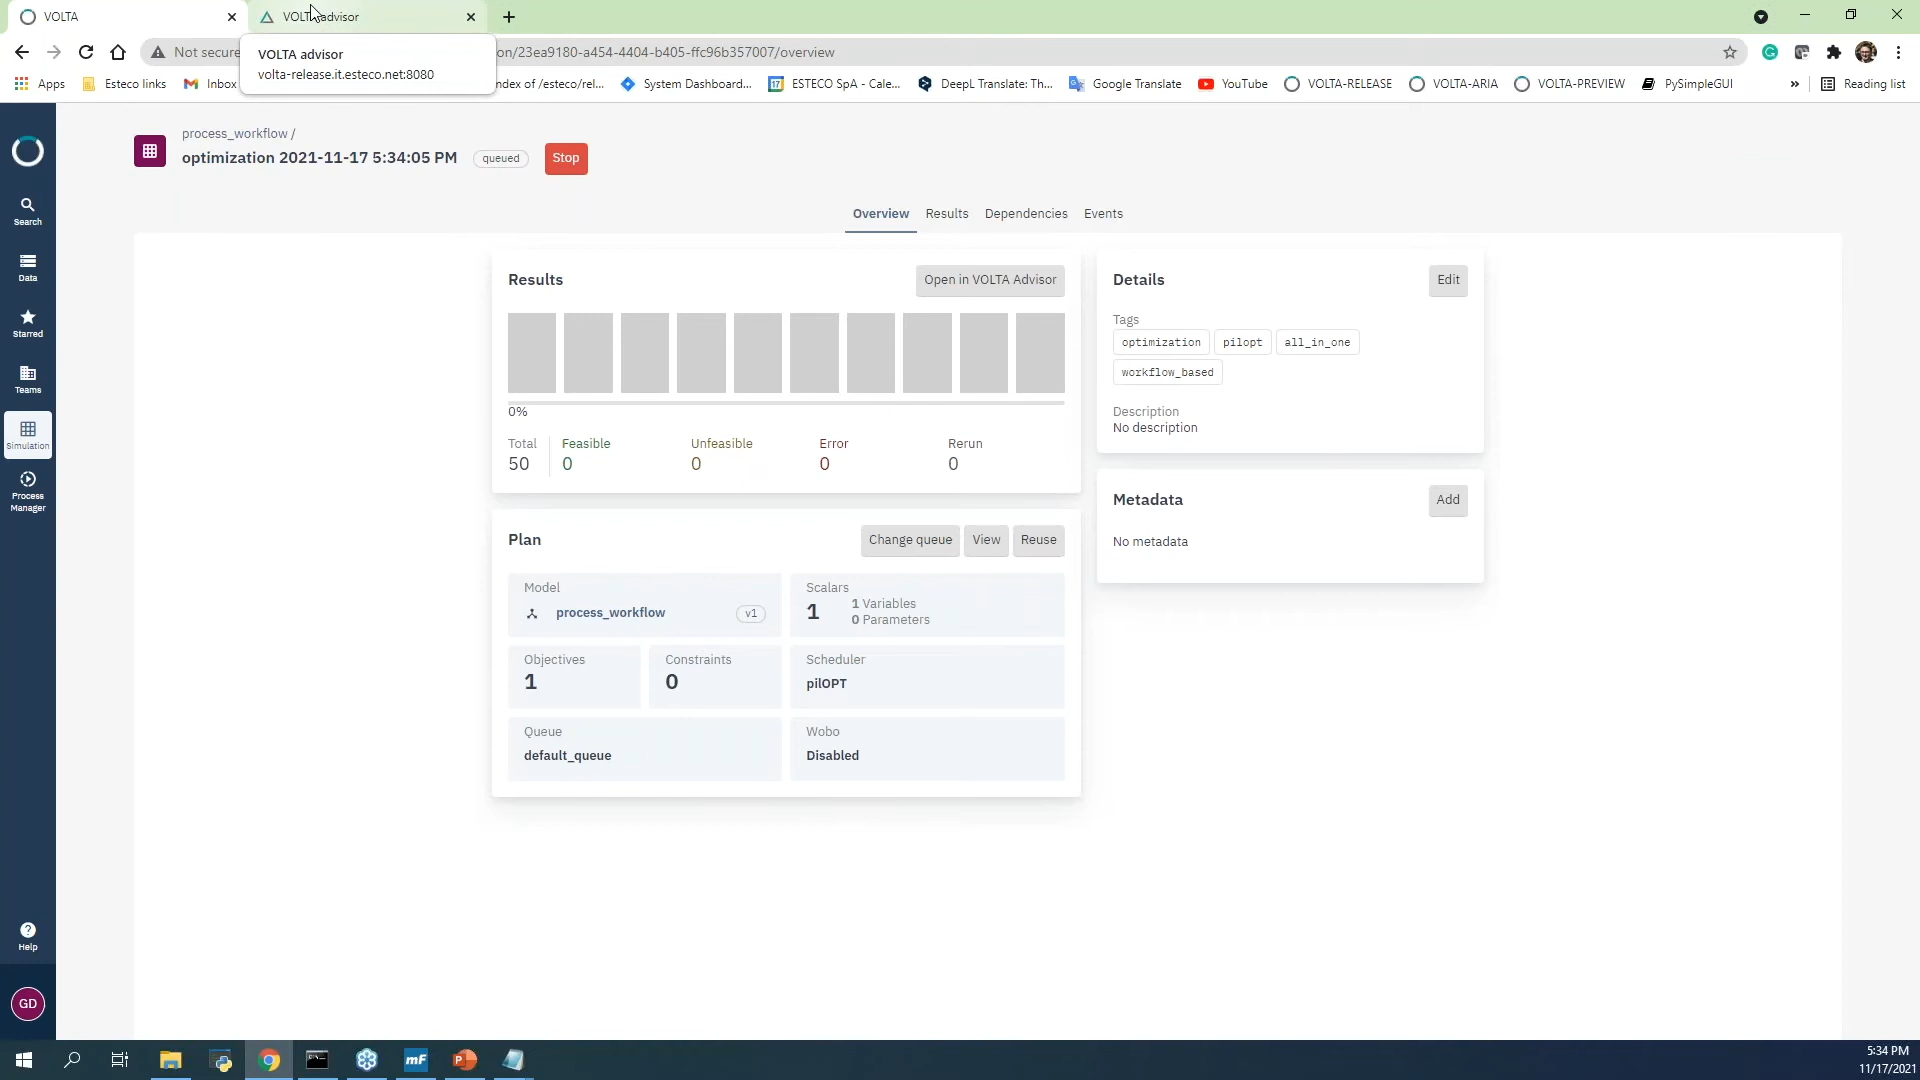 VOLTA
VOLTA advisor
Not secure
on/23ea9180-a454-4404-b405-ffc96b357007/overview
VOLTA advisor
volta-release.it.esteco.net:8080
Apps
Esteco links
Inbox
ndex of /esteco/rel...
System Dashboard...
ESTECO SpA - Cale...
DeepL Translate: Th...
Google Translate
YouTube
VOLTA-RELEASE
VOLTA-ARIA
VOLTA-PREVIEW
PySimpleGUI
»
Reading list
process_workflow /
optimization 2021-11-17 5:34:05 PM
queued
Stop
Search
Data
Starred
Teams
Simulation
Process
Manager
Help
GD
Overview
Results
Dependencies
Events
Results
Open in VOLTA Advisor
0%
Total
Feasible
Unfeasible
Error
Rerun
50
0
0
0
0
Plan
Change queue
View
Reuse
Model
process_workflow
v1
Scalars
1
1 Variables
0 Parameters
Objectives
1
Constraints
0
Scheduler
pilOPT
Queue
default_queue
Wobo
Disabled
Details
Edit
Tags
optimization
pilopt
all_in_one
workflow_based
Description
No description
Metadata
Add
No metadata
mF
5:34 PM
11/17/2021